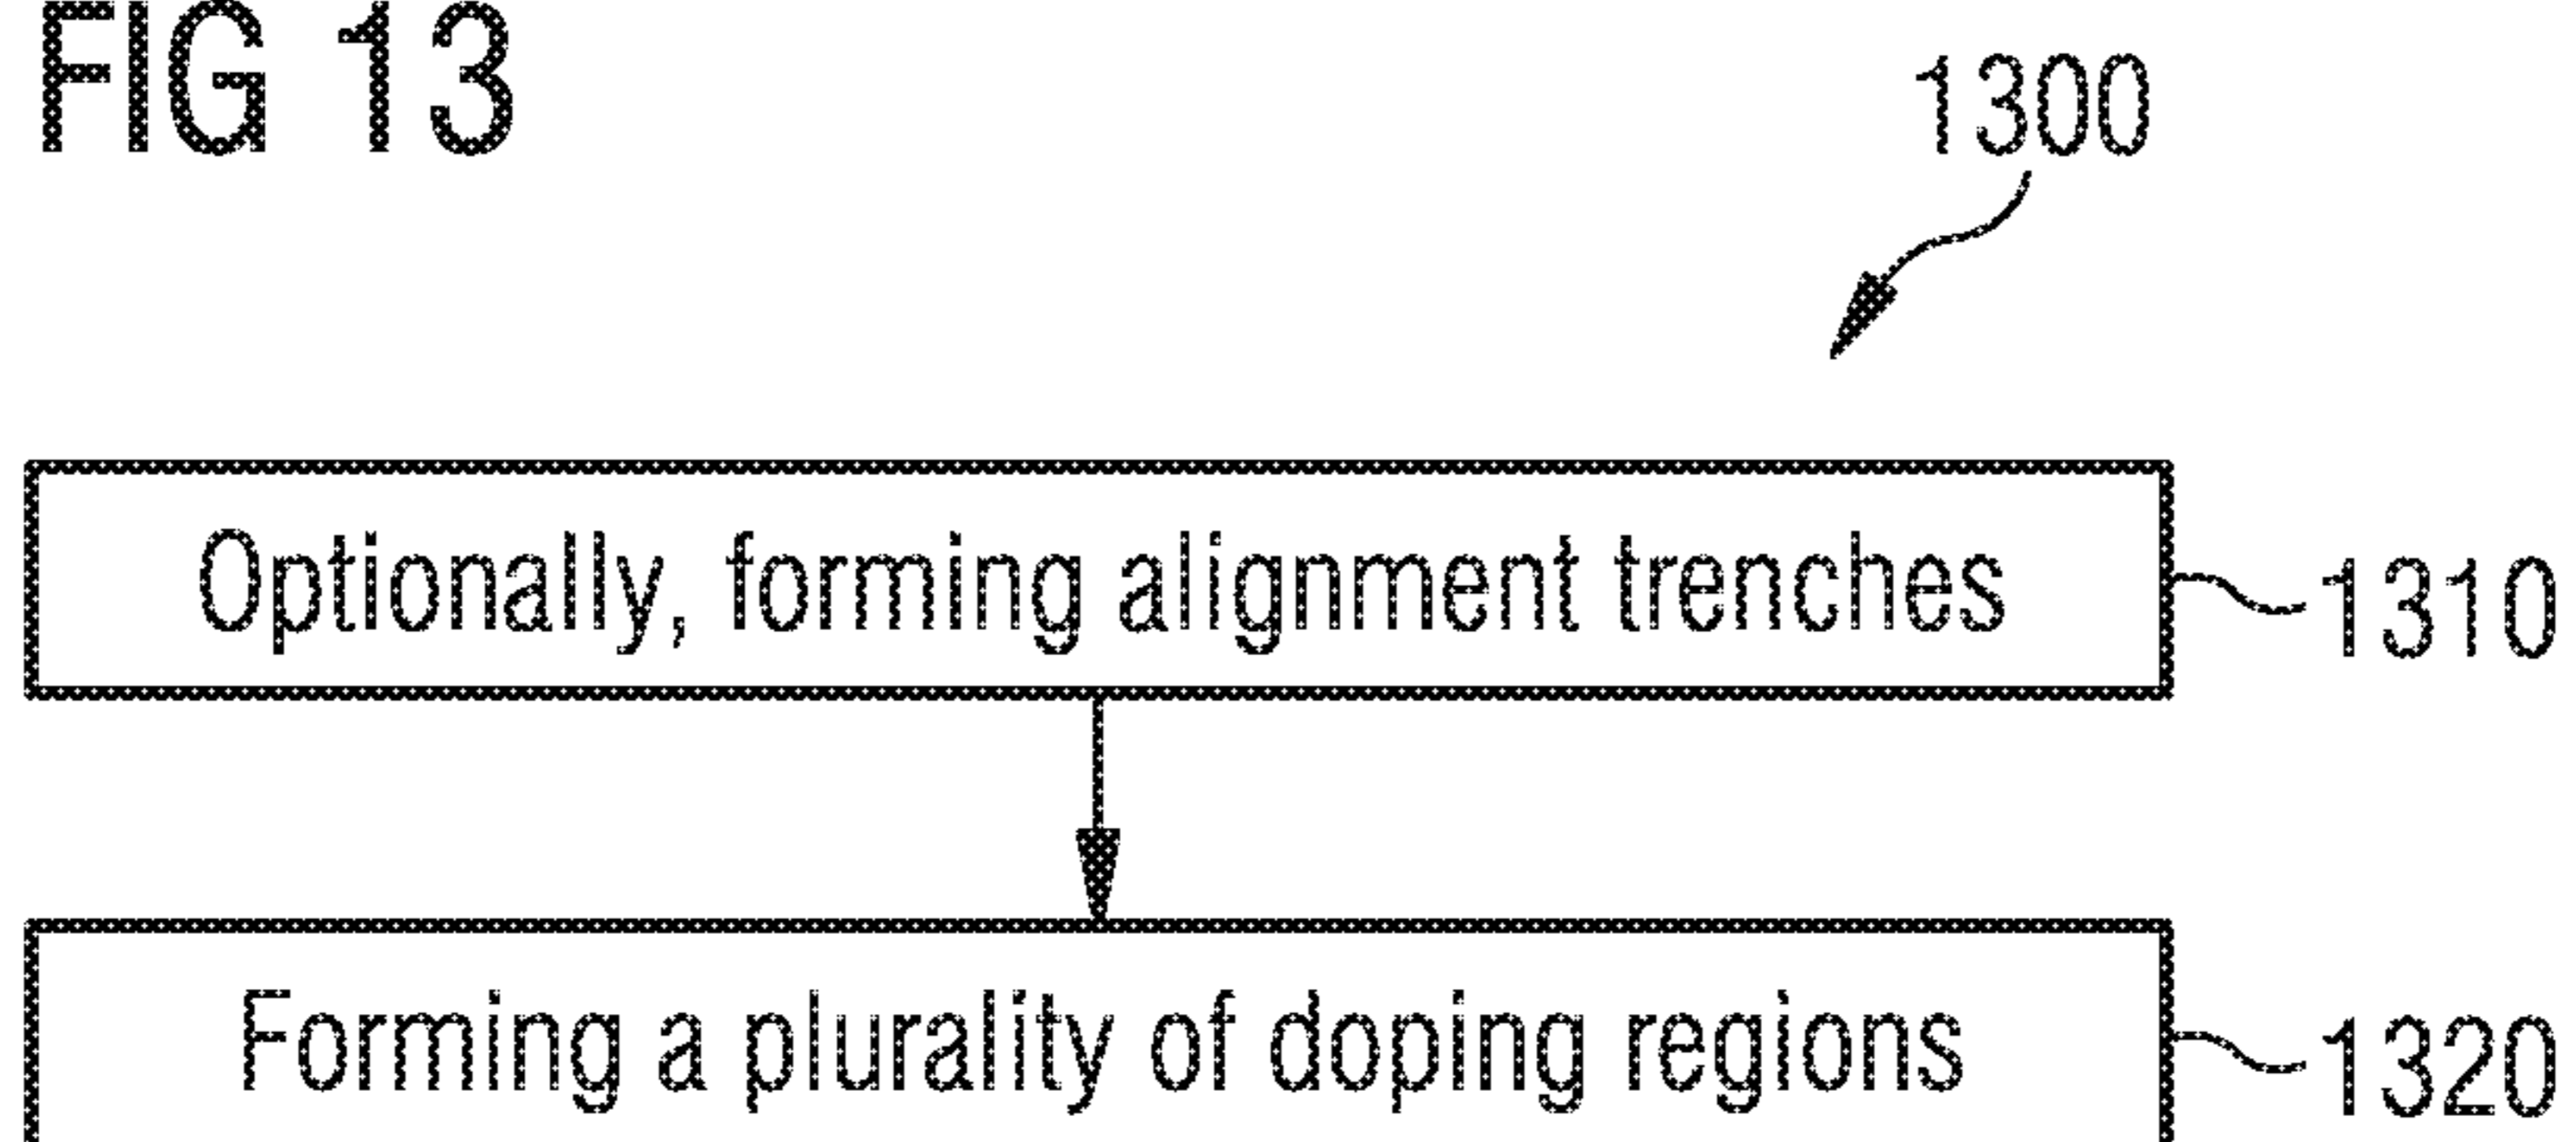 FIG 13
1300
Optionally, forming alignment trenches
1310
Forming a plurality of doping regions
1320